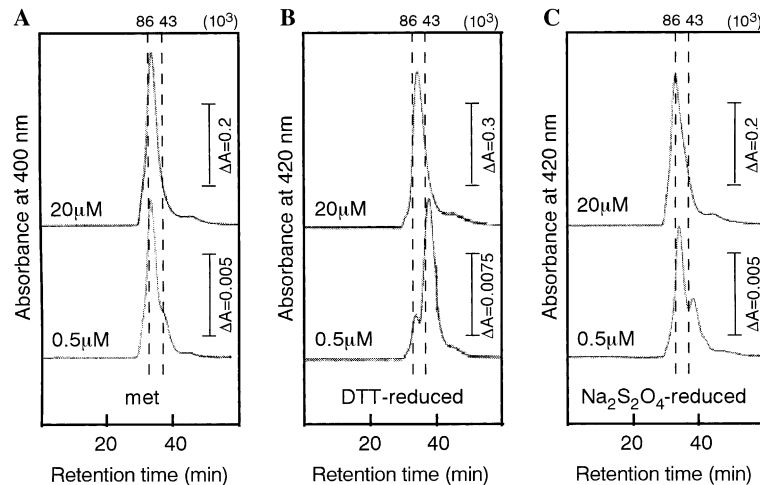 A
86 43 (10³)
Absorbance at 400 nm
20µM
ΔA=0.2
0.5µM
ΔA=0.005
met
20 40
Retention time (min)
B
86 43 (10³)
Absorbance at 420 nm
20µM
ΔA=0.3
0.5µM
ΔA=0.0075
DTT-reduced
20 40
Retention time (min)
C
86 43 (10³)
Absorbance at 420 nm
20µM
ΔA=0.2
0.5µM
ΔA=0.005
Na₂S₂O₄-reduced
20 40
Retention time (min)